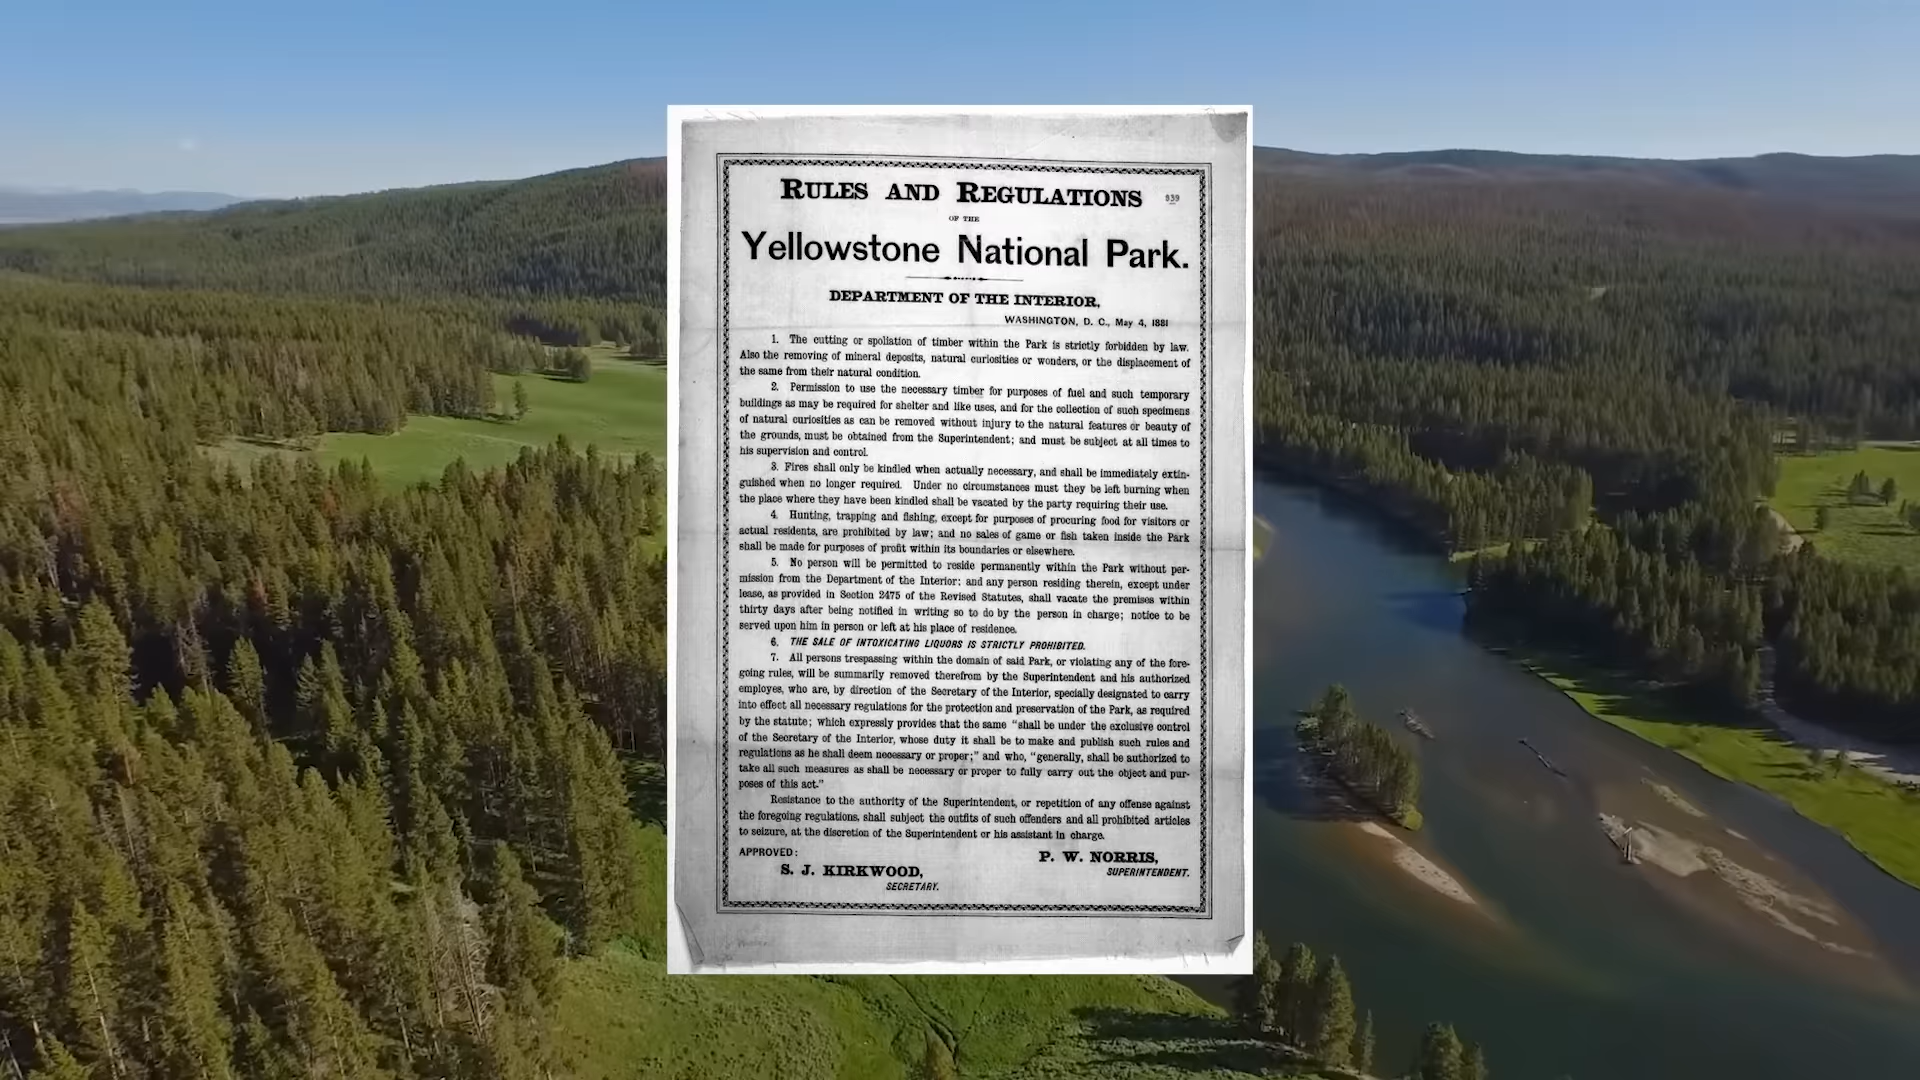 RULES AND REGULATIONS 939
OF THE
Yellowstone National Park.
DEPARTMENT OF THE INTERIOR,
WASHINGTON, D. C., May 4, 1881
1. The cutting or spoliation of timber within the Park is strictly forbidden by law.
Also the removing of mineral deposits, natural curiosities or wonders, or the displacement of
the same from their natural condition.
2. Permission to use the necessary timber for purposes of fuel and such temporary
buildings as may be required for shelter and like uses, and for the collection of such specimens
of natural curiosities as can be removed without injury to the natural features or beauty of
the grounds, must be obtained from the Superintendent; and must be subject at all times to
his supervision and control.
3. Fires shall only be kindled when actually necessary, and shall be immediately extin-
guished when no longer required. Under no circumstances must they be left burning when
the place where they have been kindled shall be vacated by the party requiring their use.
4. Hunting, trapping and fishing, except for purposes of procuring food for visitors or
actual residents, are prohibited by law; and no sales of game or fish taken inside the Park
shall be made for purposes of profit within its boundaries or elsewhere.
5. No person will be permitted to reside permanently within the Park without per-
mission from the Department of the Interior; and any person residing therein, except under
lease, as provided in Section 2475 of the Revised Statutes, shall vacate the premises within
thirty days after being notified in writing so to do by the person in charge; notice to be
served upon him in person or left at his place of residence.
6. THE SALE OF INTOXICATING LIQUORS IS STRICTLY PROHIBITED.
7. All persons trespassing within the domain of said Park, or violating any of the fore-
going rules, will be summarily removed therefrom by the Superintendent and his authorized
employes, who are, by direction of the Secretary of the Interior, specially designated to carry
into effect all necessary regulations for the protection and preservation of the Park, as required
by the statute; which expressly provides that the same "shall be under the exclusive control
of the Secretary of the Interior, whose duty it shall be to make and publish such rules and
regulations as he shall deem necessary or proper;" and who, "generally, shall be authorized to
take all such measures as shall be necessary or proper to fully carry out the object and pur-
poses of this act."
Resistance to the authority of the Superintendent, or repetition of any offense against
the foregoing regulations, shall subject the outfits of such offenders and all prohibited articles
to seizure, at the discretion of the Superintendent or his assistant in charge.
APPROVED:
S. J. KIRKWOOD,
SECRETARY.
P. W. NORRIS,
SUPERINTENDENT.